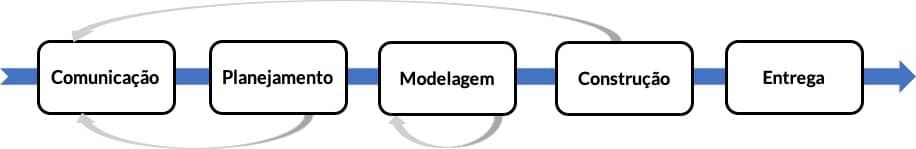 Comunicação
Planejamento
Modelagem
Construção
Entrega